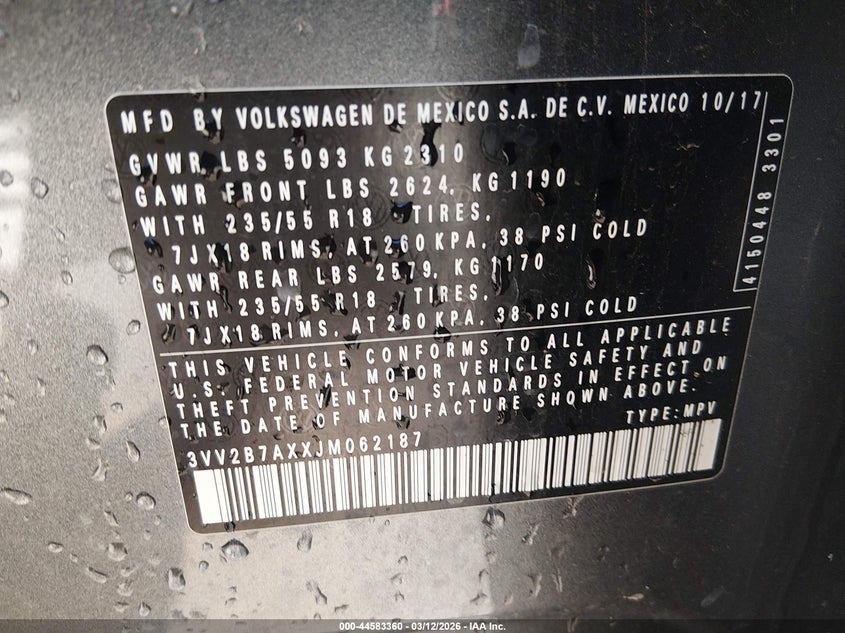 MFD BY VOLKSWAGEN DE MEXICO S.A. DE C.V. MEXICO 10/17
GVWR LBS 5093 KG 2310
GAWR FRONT LBS 2624, KG 1190
WITH 235/55 R18 TIRES,
7JX18 RIMS, AT 260 KPA, 38 PSI COLD
GAWR REAR LBS 2579, KG 1170
WITH 235/55 R18 TIRES,
7JX18 RIMS, AT 260 KPA, 38 PSI COLD
4150448 3301
THIS VEHICLE CONFORMS TO ALL APPLICABLE
U.S. FEDERAL MOTOR VEHICLE SAFETY AND
THEFT PREVENTION STANDARDS IN EFFECT ON
THE DATE OF MANUFACTURE SHOWN ABOVE.
TYPE: MPV
3VV2B7AXXJM062187
000-44583360 - 03/12/2026 - IAA Inc.